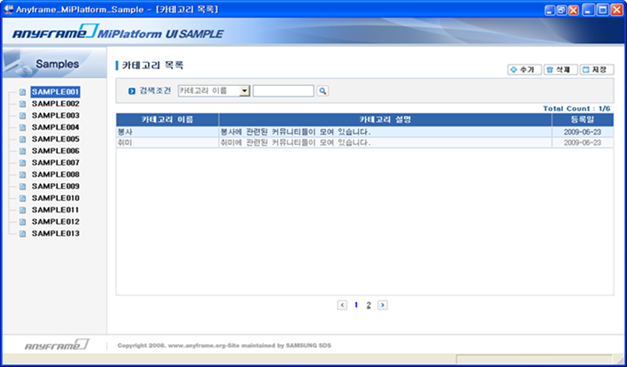 Anyframe_MiPlatform_Sample - [카테고리 목록]
ANYFRAME MiPlatform UI SAMPLE
Samples
카테고리 목록
추가 삭제 저장
검색조건 카테고리 이름
Total Count : 1/6
카테고리 이름 카테고리 설명 등록일
봉사 봉사에 관련된 커뮤니티들이 모여 있습니다. 2009-06-23
취미 취미에 관련된 커뮤니티들이 모여 있습니다. 2009-06-23
SAMPLE001
SAMPLE002
SAMPLE003
SAMPLE004
SAMPLE005
SAMPLE006
SAMPLE007
SAMPLE008
SAMPLE009
SAMPLE010
SAMPLE011
SAMPLE012
SAMPLE013
1 2
ANYFRAME Copyright 2006. www.anyframe.org-Site maintained by SAMSUNG SDS